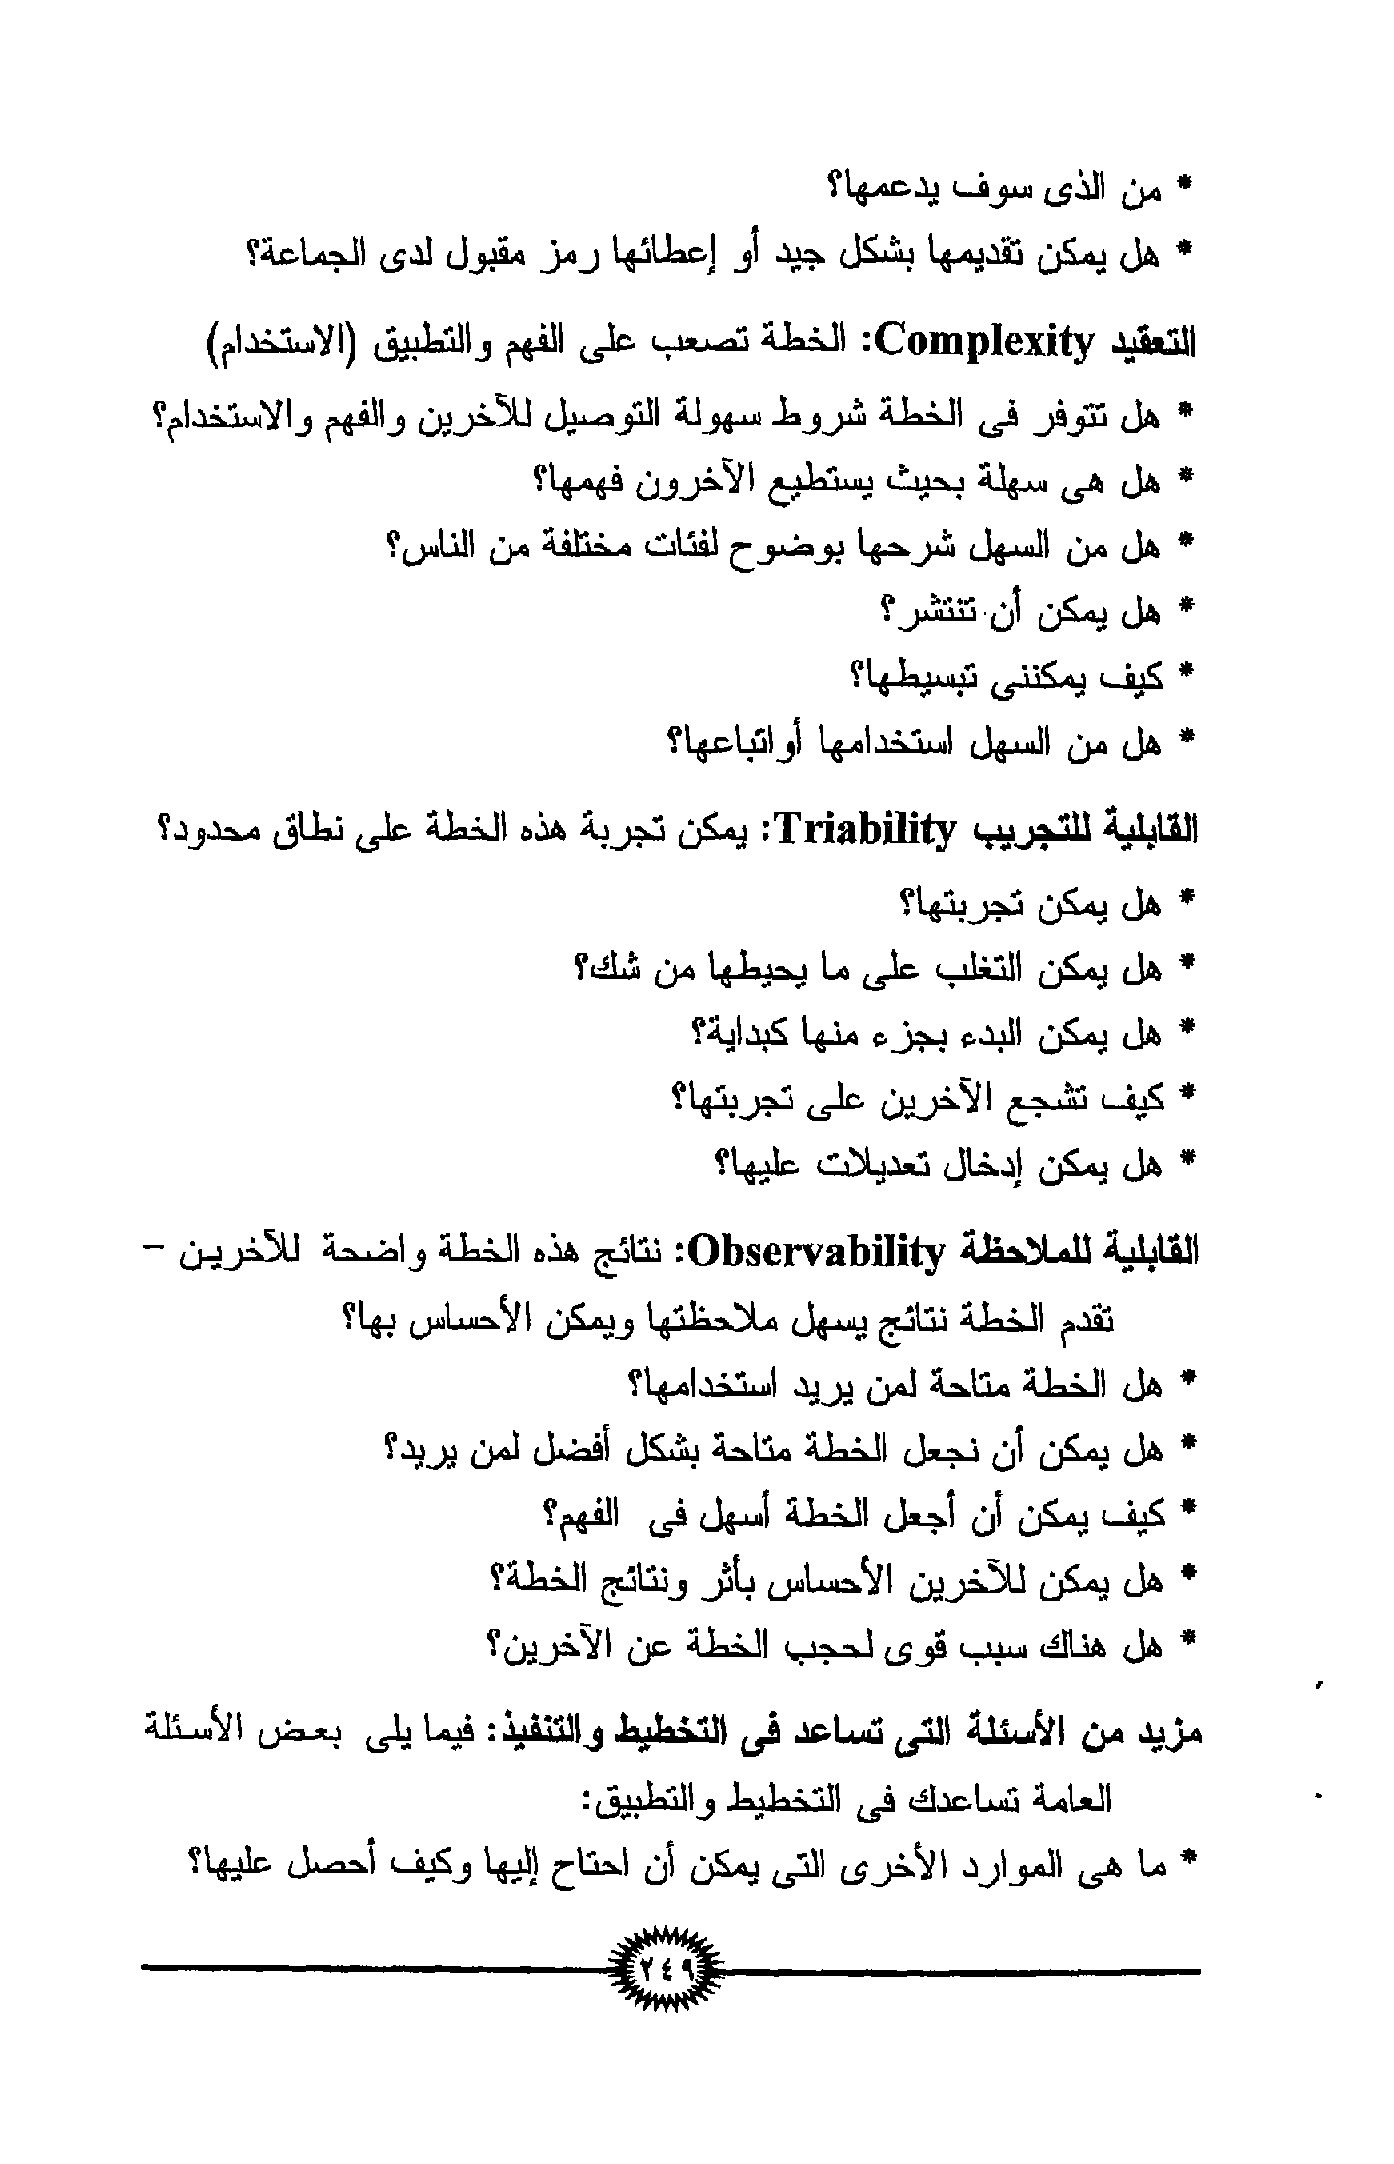 * من الذى سوف يدعمها؟
* هل يمكن تقديمها بشكل جيد أو إعطائها رمز مقبول لدى الجماعة؟
التعقيد Complexity: الخطة تصعب على الفهم والتطبيق (الاستخدام)
* هل تتوفر فى الخطة شروط سهولة التوصيل للآخرين والفهم والاستخدام؟
* هل هى سهلة بحيث يستطيع الآخرون فهمها؟
* هل من السهل شرحها بوضوح لفئات مختلفة من الناس؟
* هل يمكن أن تنتشر؟
* كيف يمكننى تبسيطها؟
* هل من السهل استخدامها أواتباعها؟
القابلية للتجريب Triability: يمكن تجربة هذه الخطة على نطاق محدود؟
* هل يمكن تجربتها؟
* هل يمكن التغلب على ما يحيطها من شك؟
* هل يمكن البدء بجزء منها كبداية؟
* كيف تشجع الآخرين على تجربتها؟
* هل يمكن إدخال تعديلات عليها؟
القابلية للملاحظة Observability: نتائج هذه الخطة واضحة للآخرين -
تقدم الخطة نتائج يسهل ملاحظتها ويمكن الأحساس بها؟
* هل الخطة متاحة لمن يريد استخدامها؟
* هل يمكن أن نجعل الخطة متاحة بشكل أفضل لمن يريد؟
* كيف يمكن أن أجعل الخطة أسهل فى الفهم؟
* هل يمكن للآخرين الأحساس بأثر ونتائج الخطة؟
* هل هناك سبب قوى لحجب الخطة عن الآخرين؟
مزيد من الأسئلة التى تساعد فى التخطيط والتنفيذ: فيما يلى بعض الأسئلة
العامة تساعدك فى التخطيط والتطبيق:
* ما هى الموارد الأخرى التى يمكن أن احتاح إليها وكيف أحصل عليها؟
٢٤٩